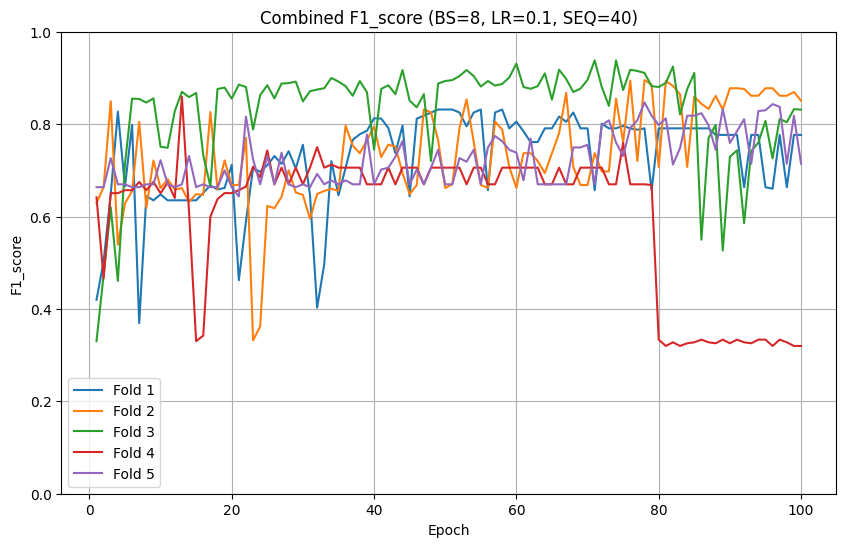 Combined F1_score (BS=8, LR=0.1, SEQ=40)
F1_score
1.0
0.8
0.6
0.4
0.2
0.0
Fold 1
Fold 2
Fold 3
Fold 4
Fold 5
0 20 40 60 80 100
Epoch